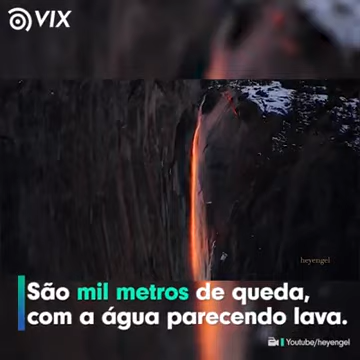 VIX
heyengel
São mil metros de queda,
com a água parecendo lava.
Youtube/heyengel